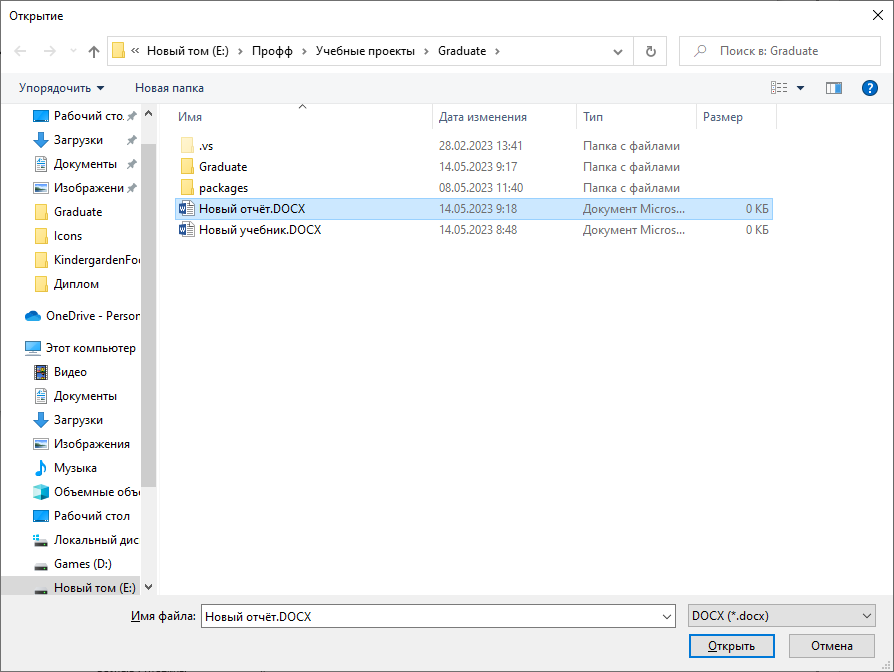 Открытие
« Новый том (E:) › Профф › Учебные проекты › Graduate ›
Поиск в: Graduate
Упорядочить
Новая папка
?
Рабочий сто.
Загрузки
Документы
Изображени
Graduate
Icons
KindergardenFoo
Диплом
OneDrive - Person
Этот компьютер
Видео
Документы
Загрузки
Изображения
Музыка
Объемные объ
Рабочий стол
Локальный дис
Games (D:)
Новый том (E:)
Имя Дата изменения Тип Размер
.vs 28.02.2023 13:41 Папка с файлами
Graduate 14.05.2023 9:17 Папка с файлами
packages 08.05.2023 11:40 Папка с файлами
Новый отчёт.DOCX 14.05.2023 9:18 Документ Micros... 0 КБ
Новый учебник.DOCX 14.05.2023 8:48 Документ Micros... 0 КБ
Имя файла: Новый отчёт.DOCX DOCX (*.docx)
Открыть Отмена